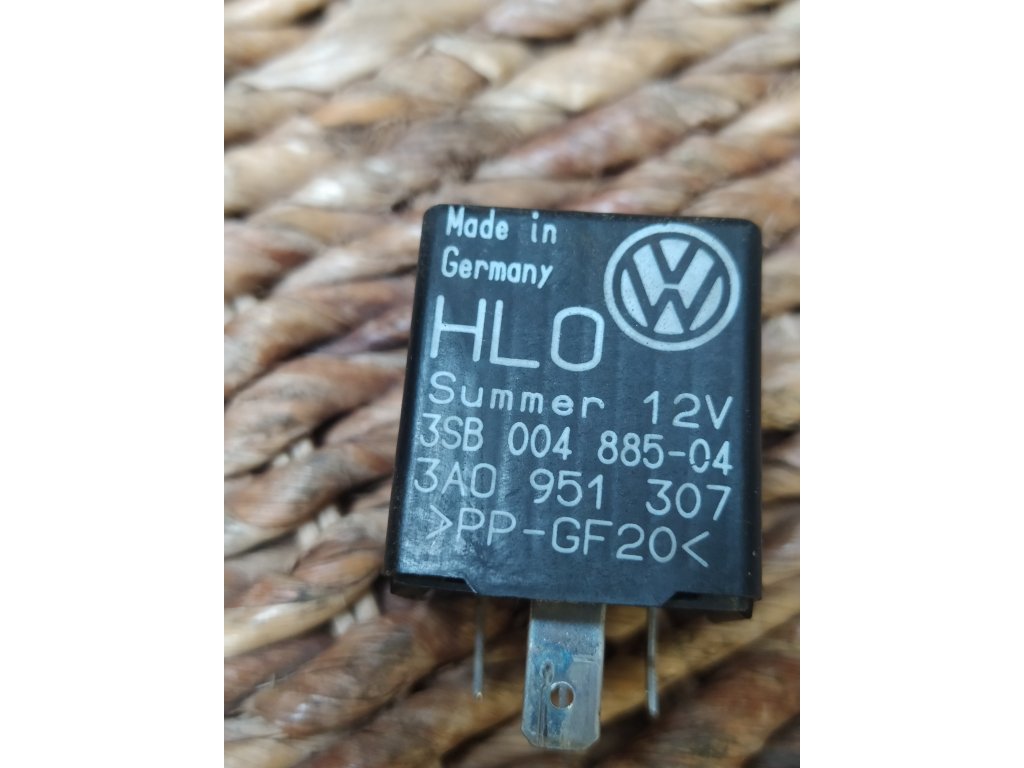 Made in
Germany
HLO
Summer 12V
3SB 004 885-04
3A0 951 307
>PP-GF20<